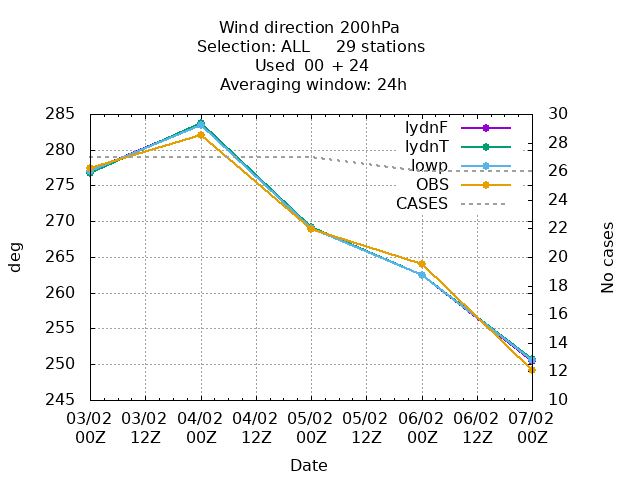 Wind direction 200hPa
Selection: ALL 29 stations
Used 00 + 24
Averaging window: 24h
285
280
275
270
265
260
255
250
245
30
28
26
24
22
20
18
16
14
12
10
lydnF
lydnT
lowp
OBS
CASES
deg
No cases
03/02 03/02 04/02 04/02 05/02 05/02 06/02 06/02 07/02
00Z 12Z 00Z 12Z 00Z 12Z 00Z 12Z 00Z
Date